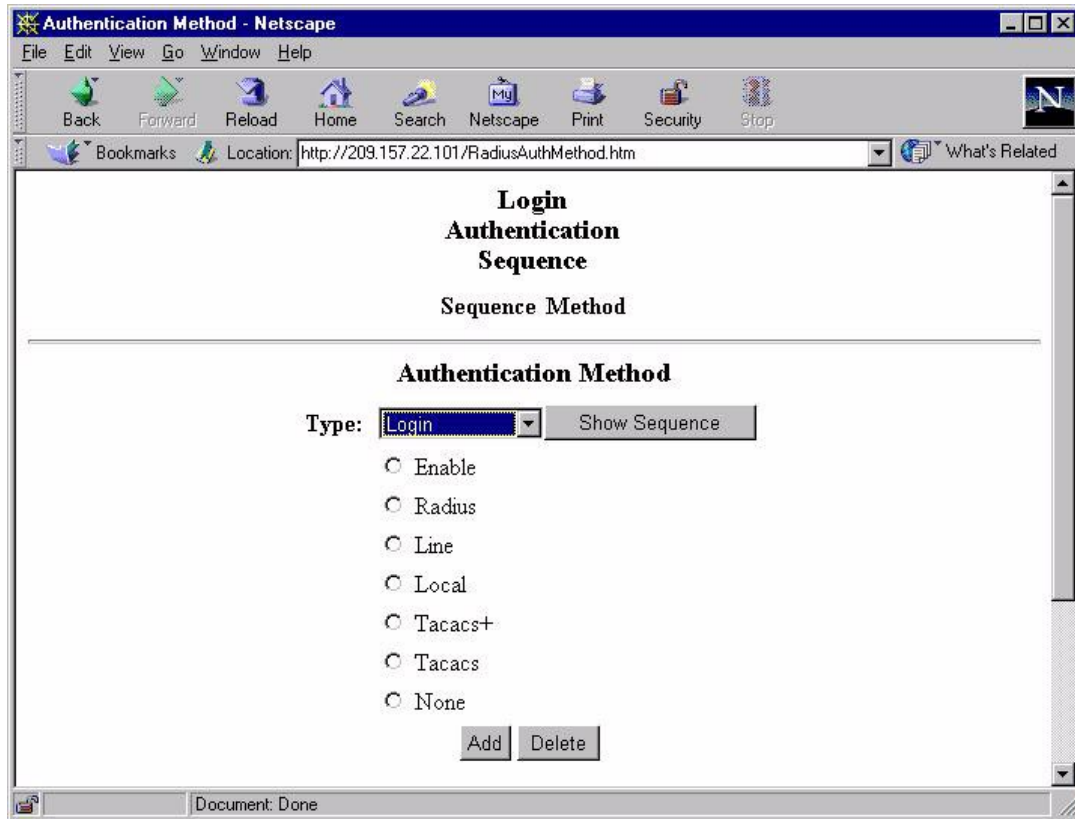 Authentication Method - Netscape
File Edit View Go Window Help
Back Forward Reload Home Search Netscape Print Security Stop
My
N
Bookmarks Location: http://209.157.22.101/RadiusAuthMethod.htm What's Related
Login
Authentication
Sequence
Sequence Method
Authentication Method
Type: Login Show Sequence
Enable
Radius
Line
Local
Tacacs+
Tacacs
None
Add Delete
Document: Done